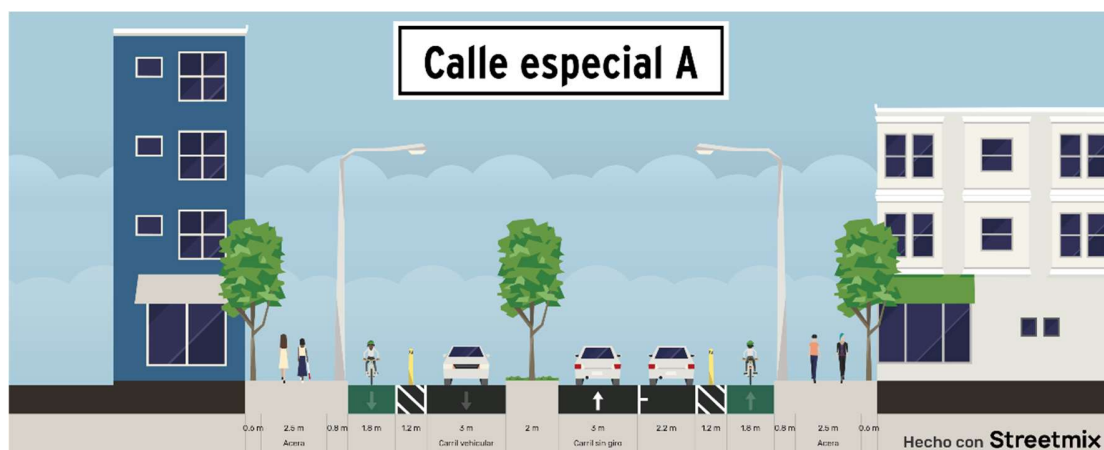 Calle especial A
0.6 m 2.5 m 0.8 m 1.8 m 1.2 m 3 m 2 m 3 m 2.2 m 1.2 m 1.8 m 0.8 m 2.5 m 0.6 m
Acera Carril vehicular Carril sin giro Acera
Hecho con Streetmix